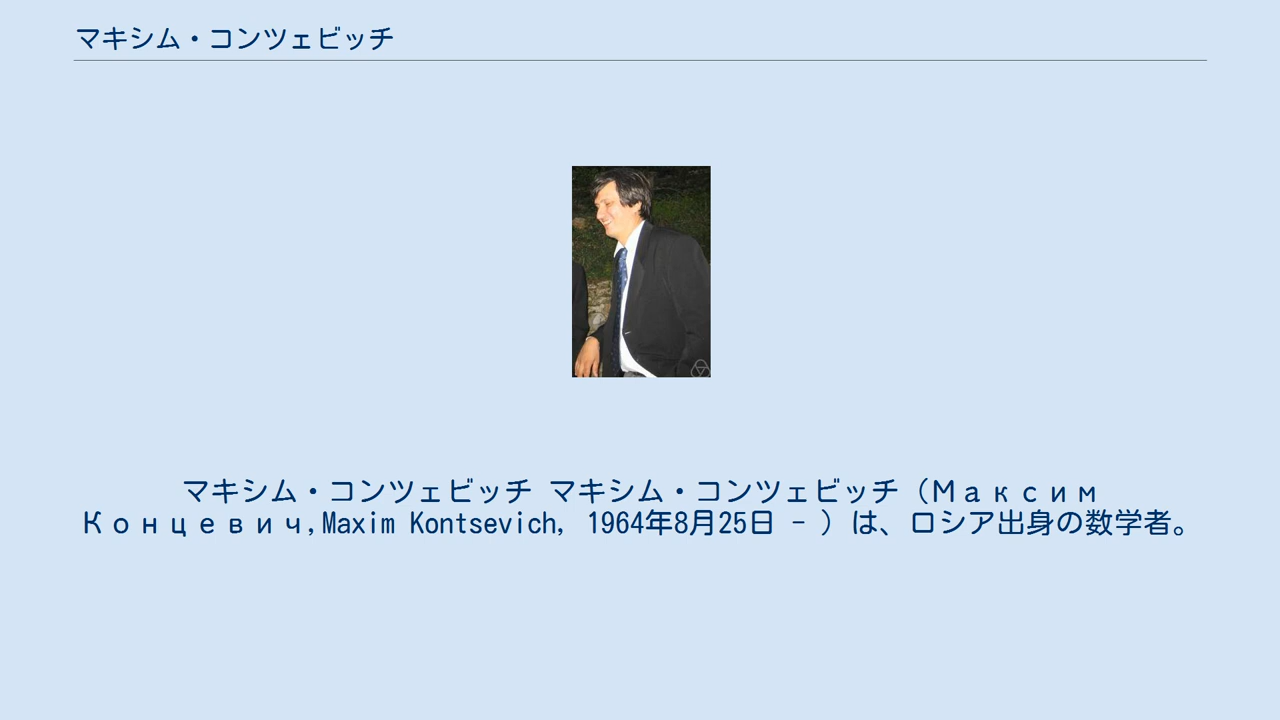 マキシム・コンツェビッチ
マキシム・コンツェビッチ マキシム・コンツェビッチ（Максим
Концевич,Maxim Kontsevich, 1964年8月25日 - ）は、ロシア出身の数学者。